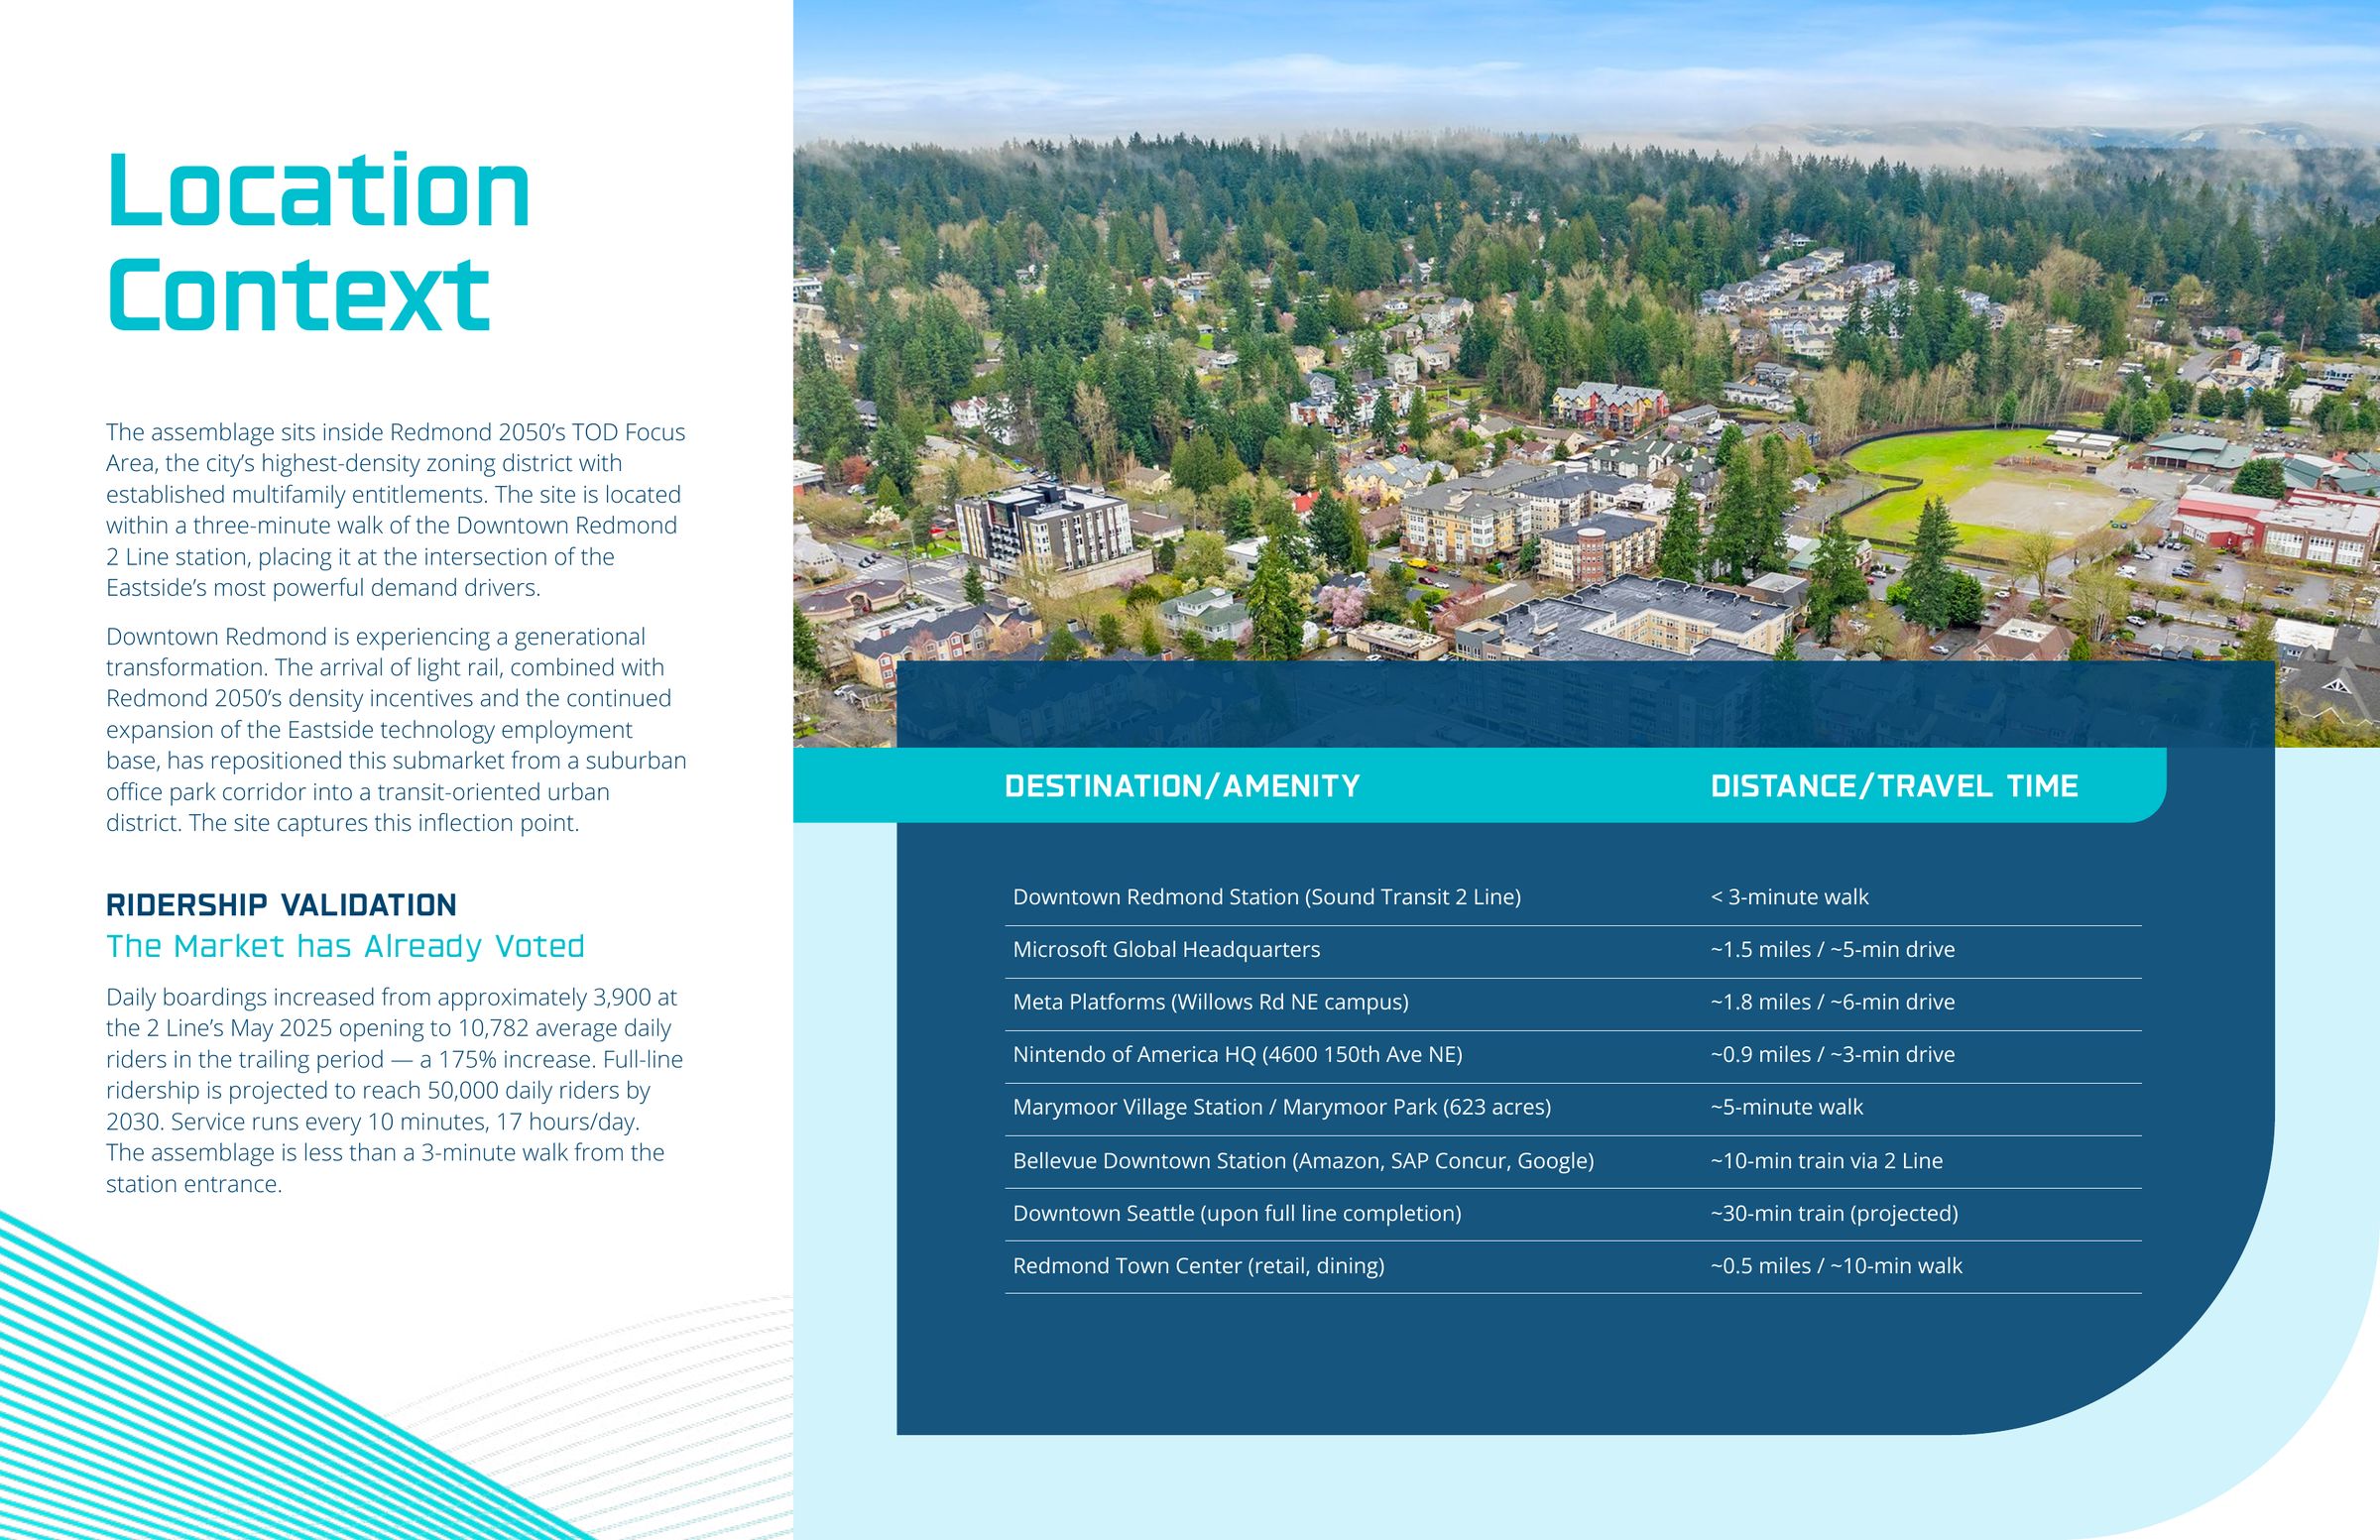 Location
Context
The assemblage sits inside Redmond 2050’s TOD Focus
Area, the city’s highest-density zoning district with
established multifamily entitlements. The site is located
within a three-minute walk of the Downtown Redmond
2 Line station, placing it at the intersection of the
Eastside’s most powerful demand drivers.
Downtown Redmond is experiencing a generational
transformation. The arrival of light rail, combined with
Redmond 2050’s density incentives and the continued
expansion of the Eastside technology employment
base, has repositioned this submarket from a suburban
office park corridor into a transit-oriented urban
district. The site captures this inflection point.
RIDERSHIP VALIDATION
The Market has Already Voted
Daily boardings increased from approximately 3,900 at
the 2 Line’s May 2025 opening to 10,782 average daily
riders in the trailing period — a 175% increase. Full-line
ridership is projected to reach 50,000 daily riders by
2030. Service runs every 10 minutes, 17 hours/day.
The assemblage is less than a 3-minute walk from the
station entrance.
DESTINATION/AMENITY DISTANCE/TRAVEL TIME
Downtown Redmond Station (Sound Transit 2 Line) < 3-minute walk
Microsoft Global Headquarters ~1.5 miles / ~5-min drive
Meta Platforms (Willows Rd NE campus) ~1.8 miles / ~6-min drive
Nintendo of America HQ (4600 150th Ave NE) ~0.9 miles / ~3-min drive
Marymoor Village Station / Marymoor Park (623 acres) ~5-minute walk
Bellevue Downtown Station (Amazon, SAP Concur, Google) ~10-min train via 2 Line
Downtown Seattle (upon full line completion) ~30-min train (projected)
Redmond Town Center (retail, dining) ~0.5 miles / ~10-min walk